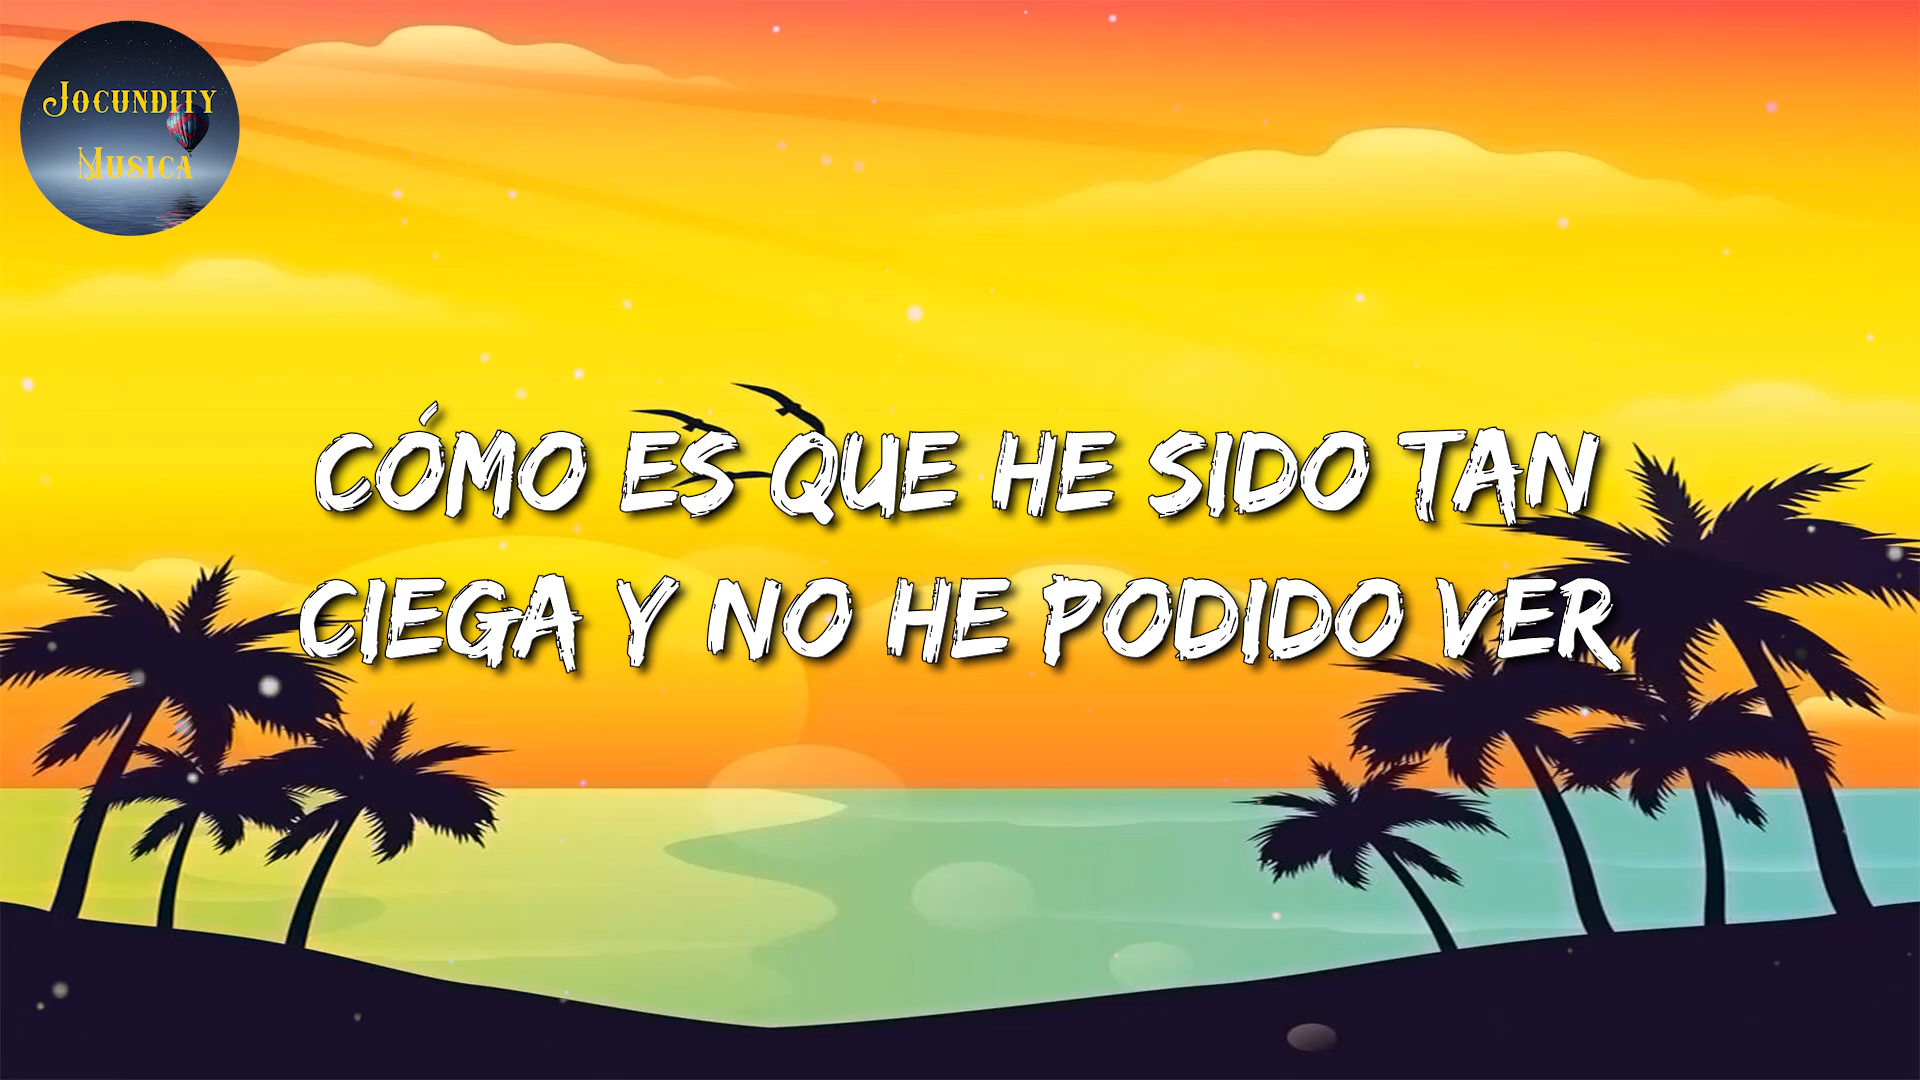 Jocundity
Musica
CÓMO ES QUE HE SIDO TAN
CIEGA Y NO HE PODIDO VER